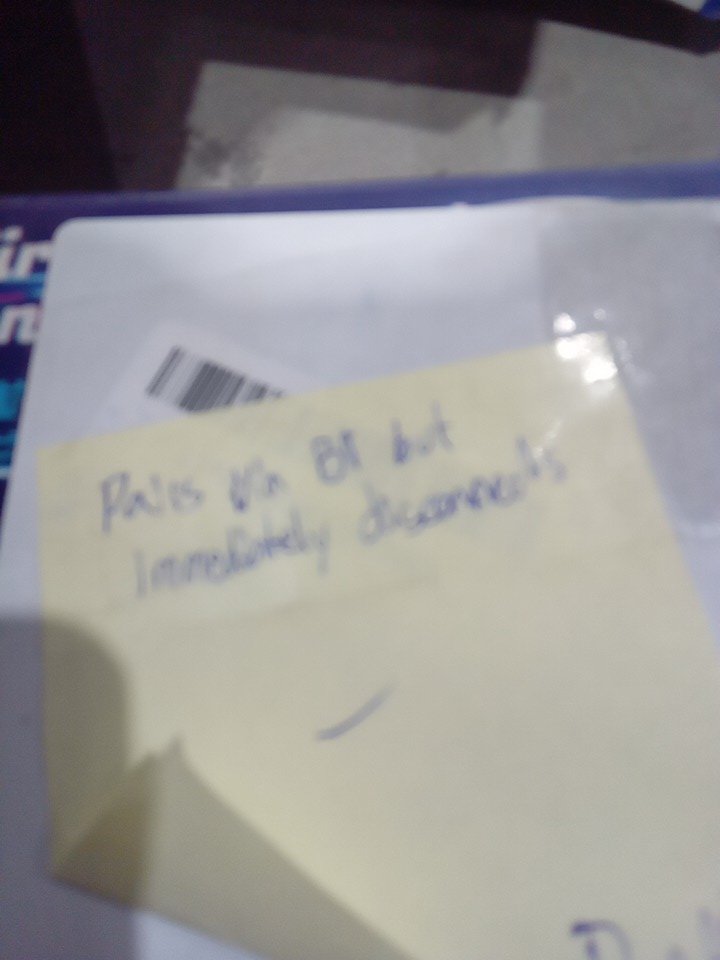 Pairs via BT but
immediately disconnects